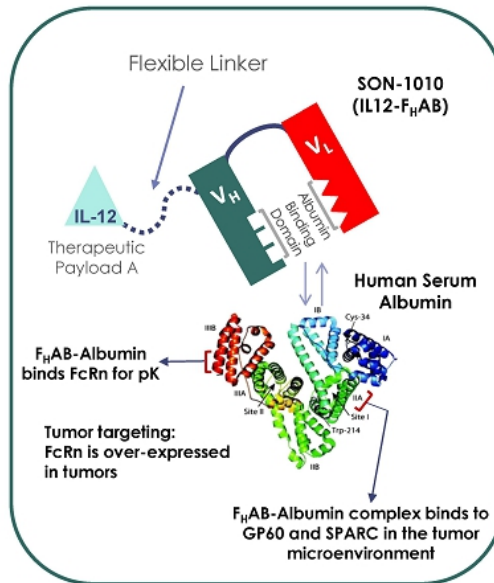 Flexible Linker
SON-1010
(IL12-FHAB)
VL
VH
IL-12
Therapeutic
Payload A
Albumin
Binding
Domain
Human Serum
Albumin
IB
Cys-34
IIIB
IA
FHAB-Albumin
binds FcRn for pK
IIIA
Site II
IIA
Site I
Trp-214
IIB
Tumor targeting:
FcRn is over-expressed
in tumors
FHAB-Albumin complex binds to
GP60 and SPARC in the tumor
microenvironment